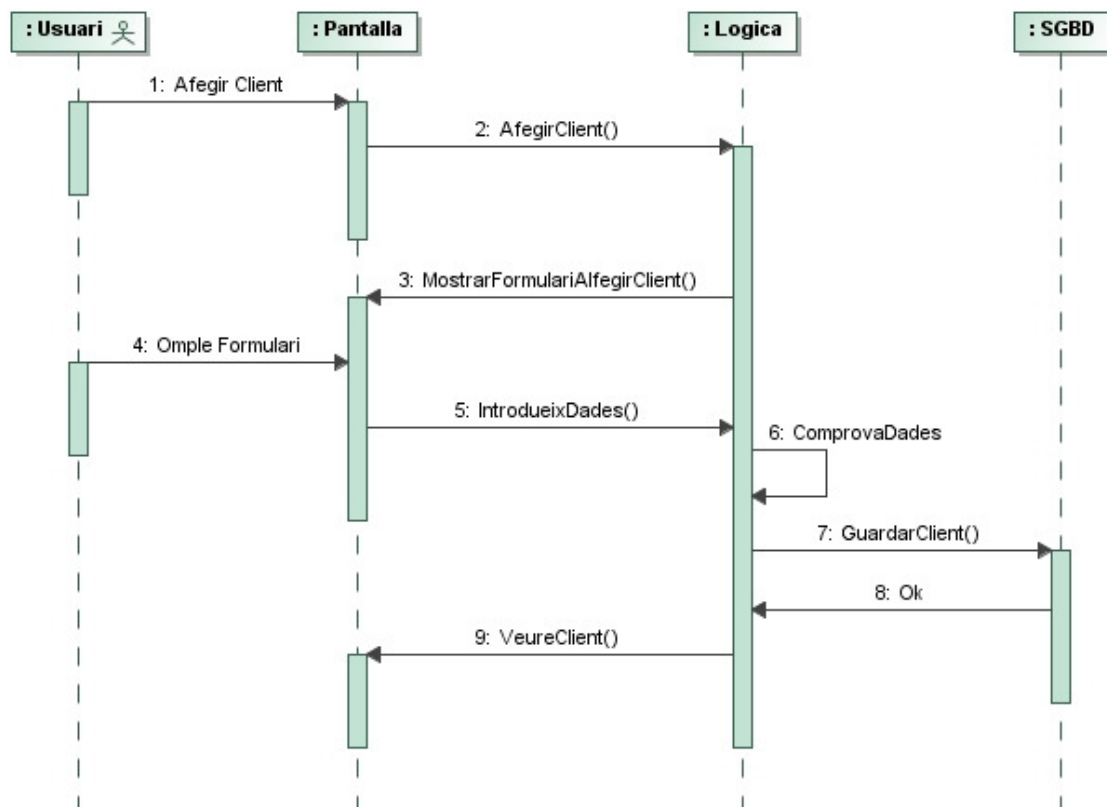 : Usuari
: Pantalla
: Logica
: SGBD
1: Afegir Client
2: AfegirClient()
3: MostrarFormulariAlfegirClient()
4: Omple Formulari
5: IntrodueixDades()
6: ComprovaDades
7: GuardarClient()
8: Ok
9: VeureClient()